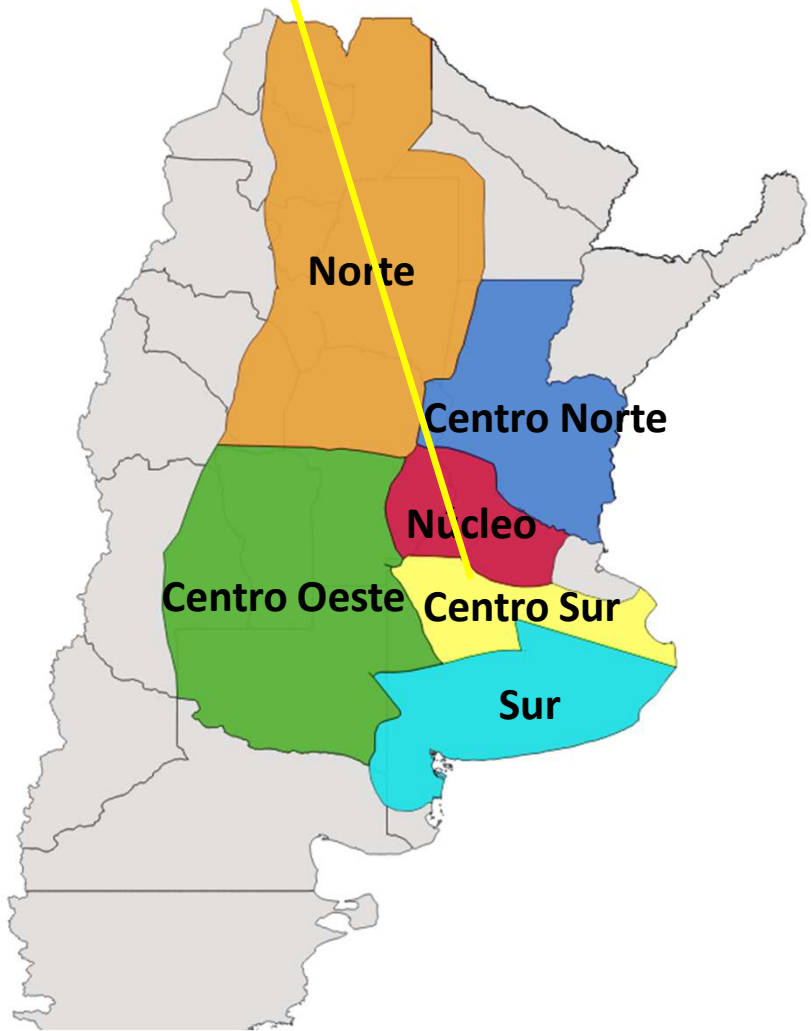 Norte
Centro Norte
Núcleo
Centro Oeste
Centro Sur
Sur